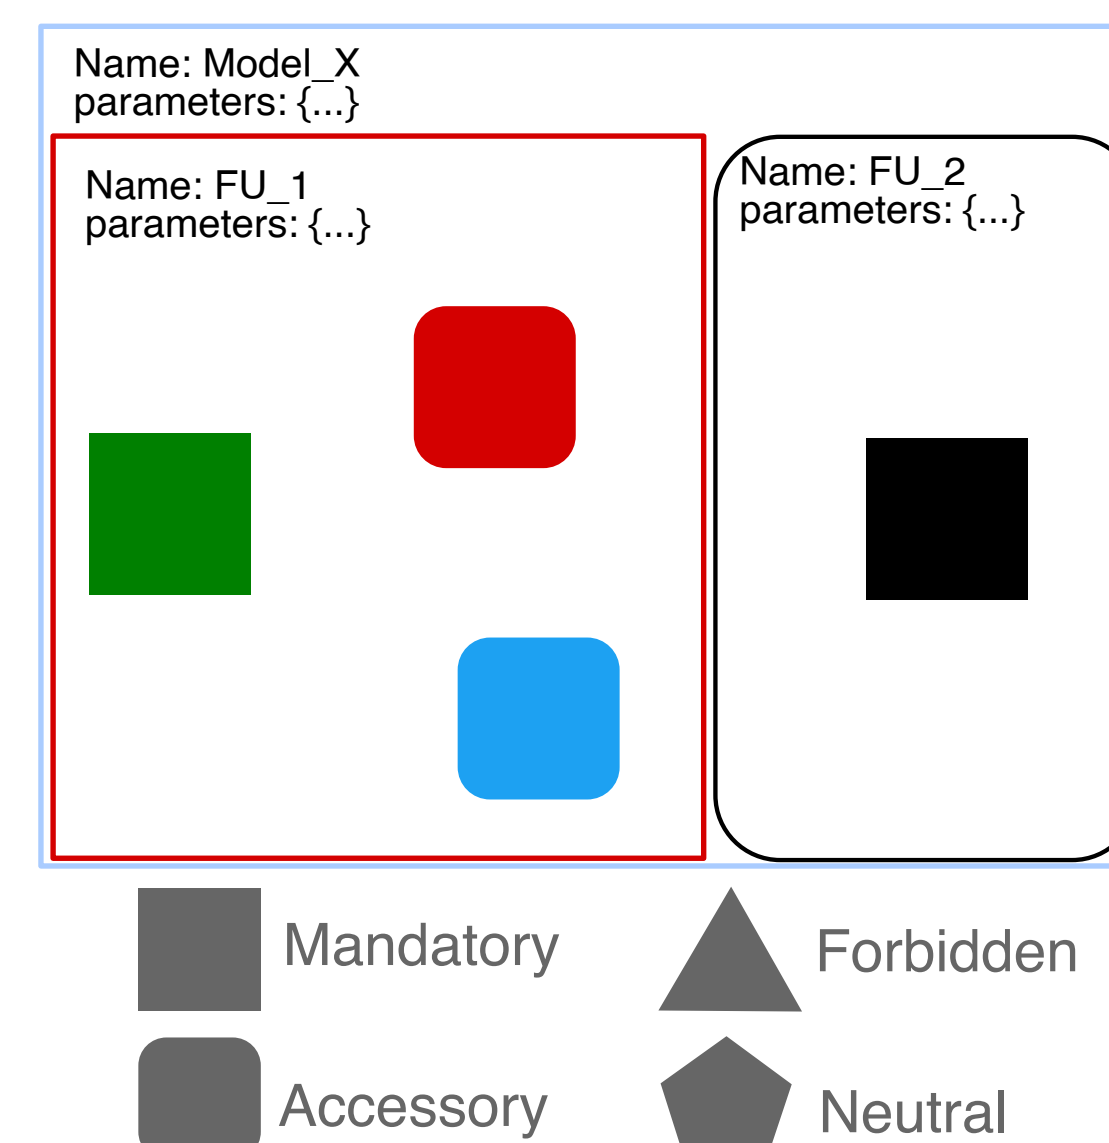 Name: Model_X
parameters: {...}
Name: FU_1
parameters: {...}
Name: FU_2
parameters: {...}
Mandatory
Forbidden
Accessory
Neutral